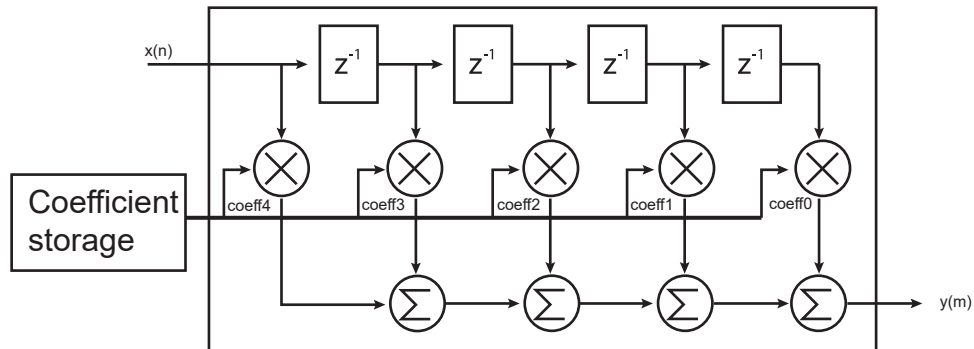 x(n)
z⁻¹
z⁻¹
z⁻¹
z⁻¹
Coefficient
storage
coeff4
coeff3
coeff2
coeff1
coeff0
Σ
Σ
Σ
Σ
y(m)